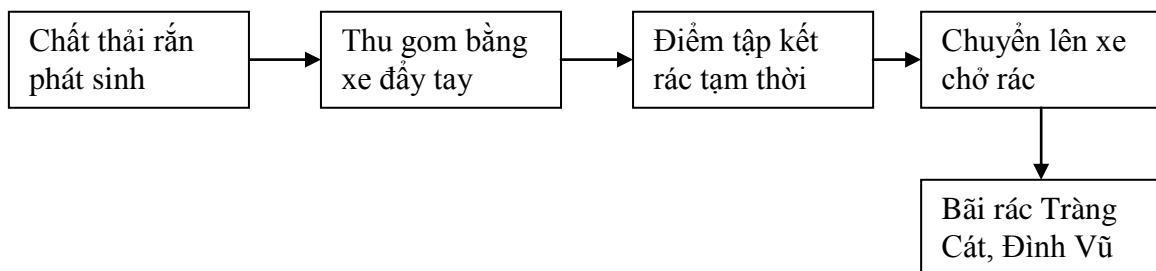 Chất thải rắn
phát sinh
Thu gom bằng
xe đẩy tay
Điểm tập kết
rác tạm thời
Chuyển lên xe
chở rác
Bãi rác Tràng
Cát, Đình Vũ